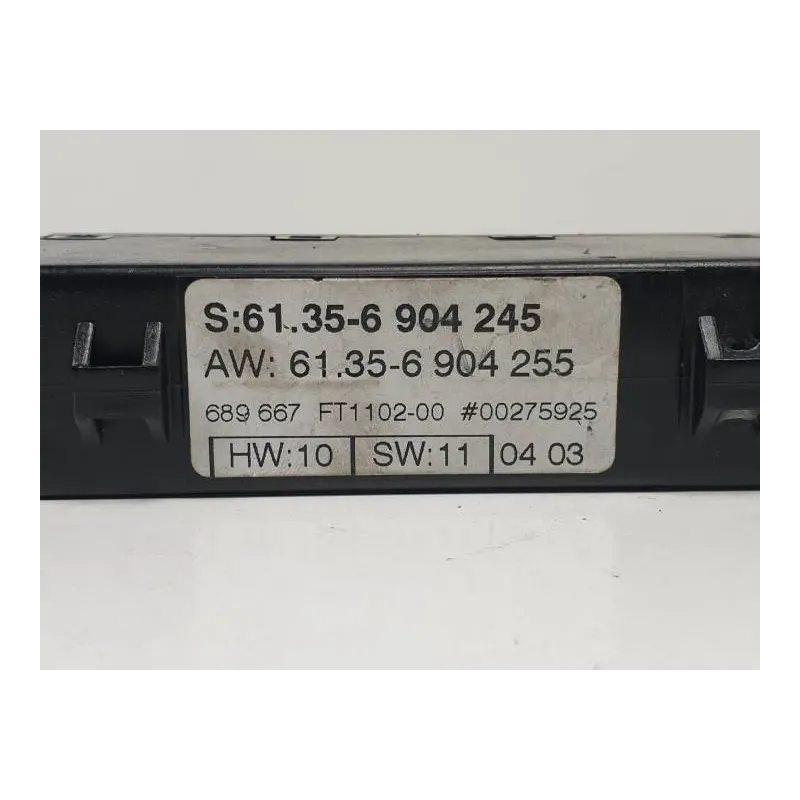 S:61.35-6 904 245
AW: 61.35-6 904 255
689 667 FT1102-00 #00275925
HW:10 SW:11 04 03